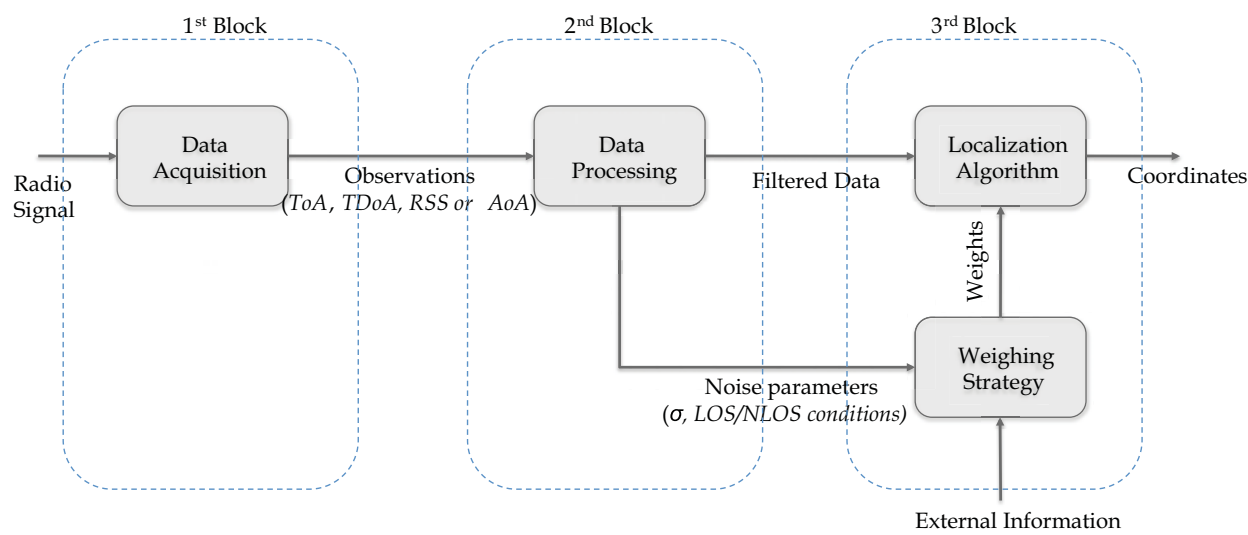 1st Block
2nd Block
3rd Block
Data
Acquisition
Data
Processing
Localization
Algorithm
Radio
Signal
Observations
(ToA, TDoA, RSS or AoA)
Filtered Data
Coordinates
Weights
Weighing
Strategy
Noise parameters
(σ, LOS/NLOS conditions)
External Information